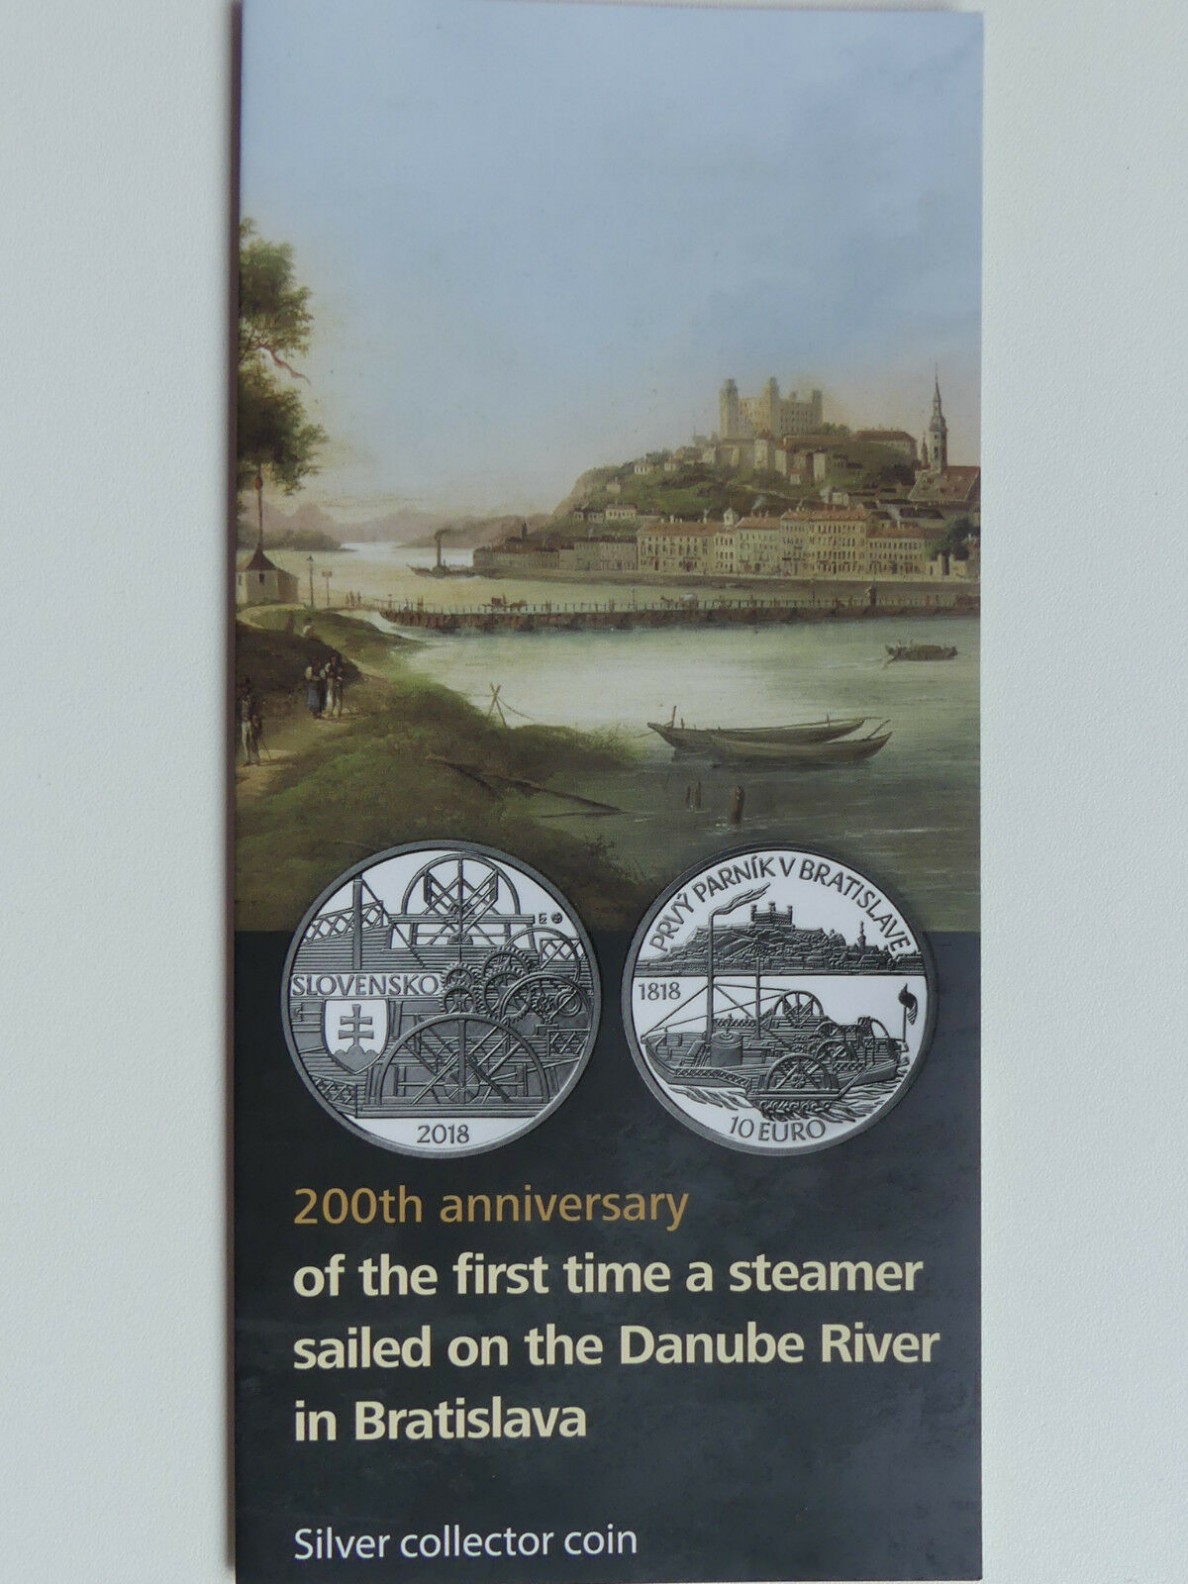 SLOVENSKO
2018
PRVÝ PARNÍK V BRATISLAVE
1818
10 EURO
200th anniversary
of the first time a steamer
sailed on the Danube River
in Bratislava
Silver collector coin